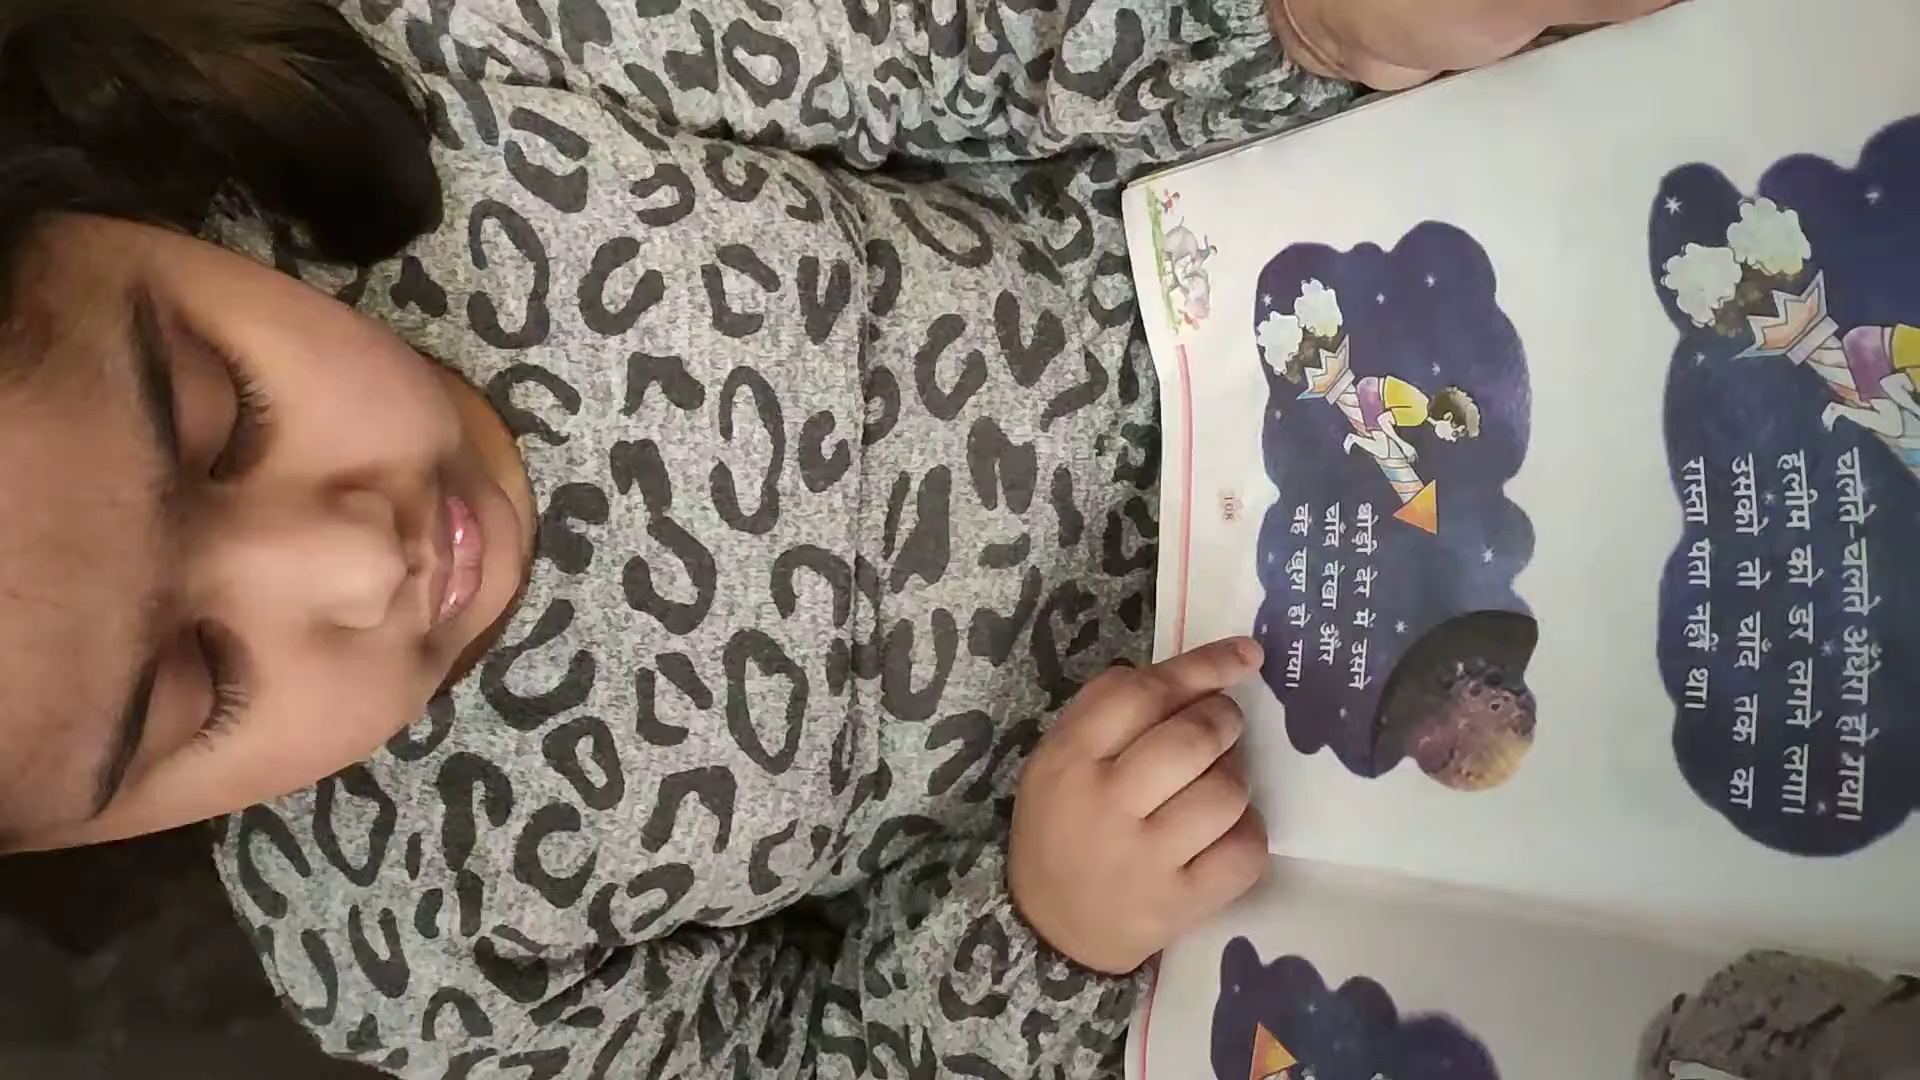 चलते-चलते अँधेरा हो गया।
हलीम को डर लगने लगा।
उसको तो चाँद तक का
रास्ता पता नहीं था।
थोड़ी देर में उसने
चाँद देखा और
वह खुश हो गया।
108